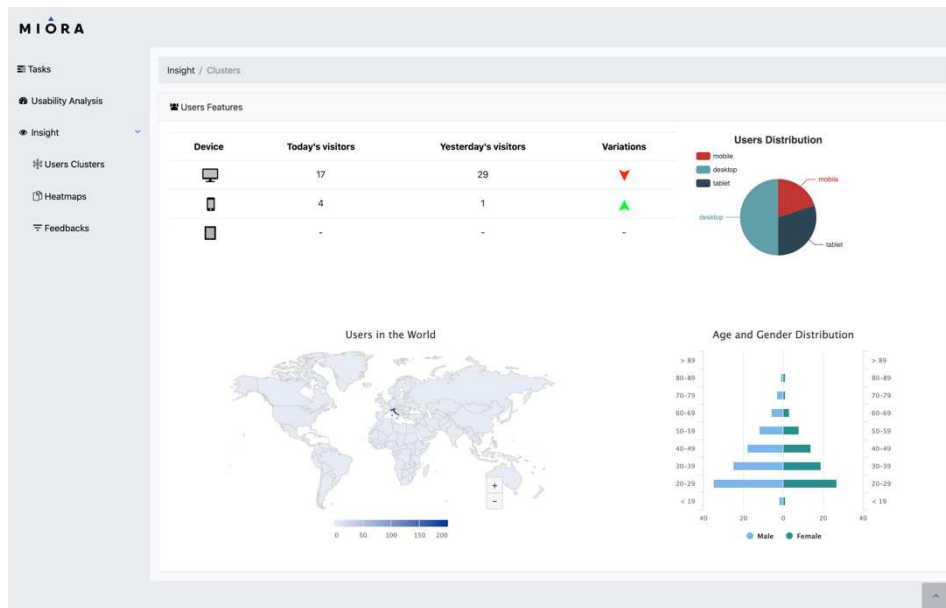 MIORA
Tasks
Insight / Clusters
Usability Analysis
Users Features
Insight
Users Clusters
Heatmaps
Feedbacks
Device Today's visitors Yesterday's visitors Variations
17 29
4 1
- - -
Users Distribution
mobile
desktop
tablet
mobile
desktop
tablet
Users in the World
+
-
0 50 100 150 200
Age and Gender Distribution
> 89 > 89
80-89 80-89
70-79 70-79
60-69 60-69
50-59 50-59
40-49 40-49
30-39 30-39
20-29 20-29
< 19 < 19
40 20 0 20 40
Male Female